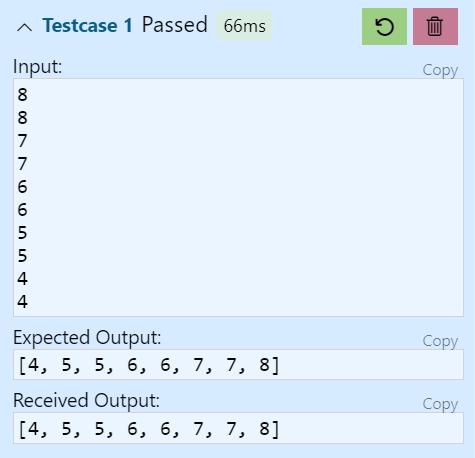 Testcase 1 Passed 66ms
Input:
Copy
8
8
7
7
6
6
5
5
4
4
Expected Output:
Copy
[4, 5, 5, 6, 6, 7, 7, 8]
Received Output:
Copy
[4, 5, 5, 6, 6, 7, 7, 8]